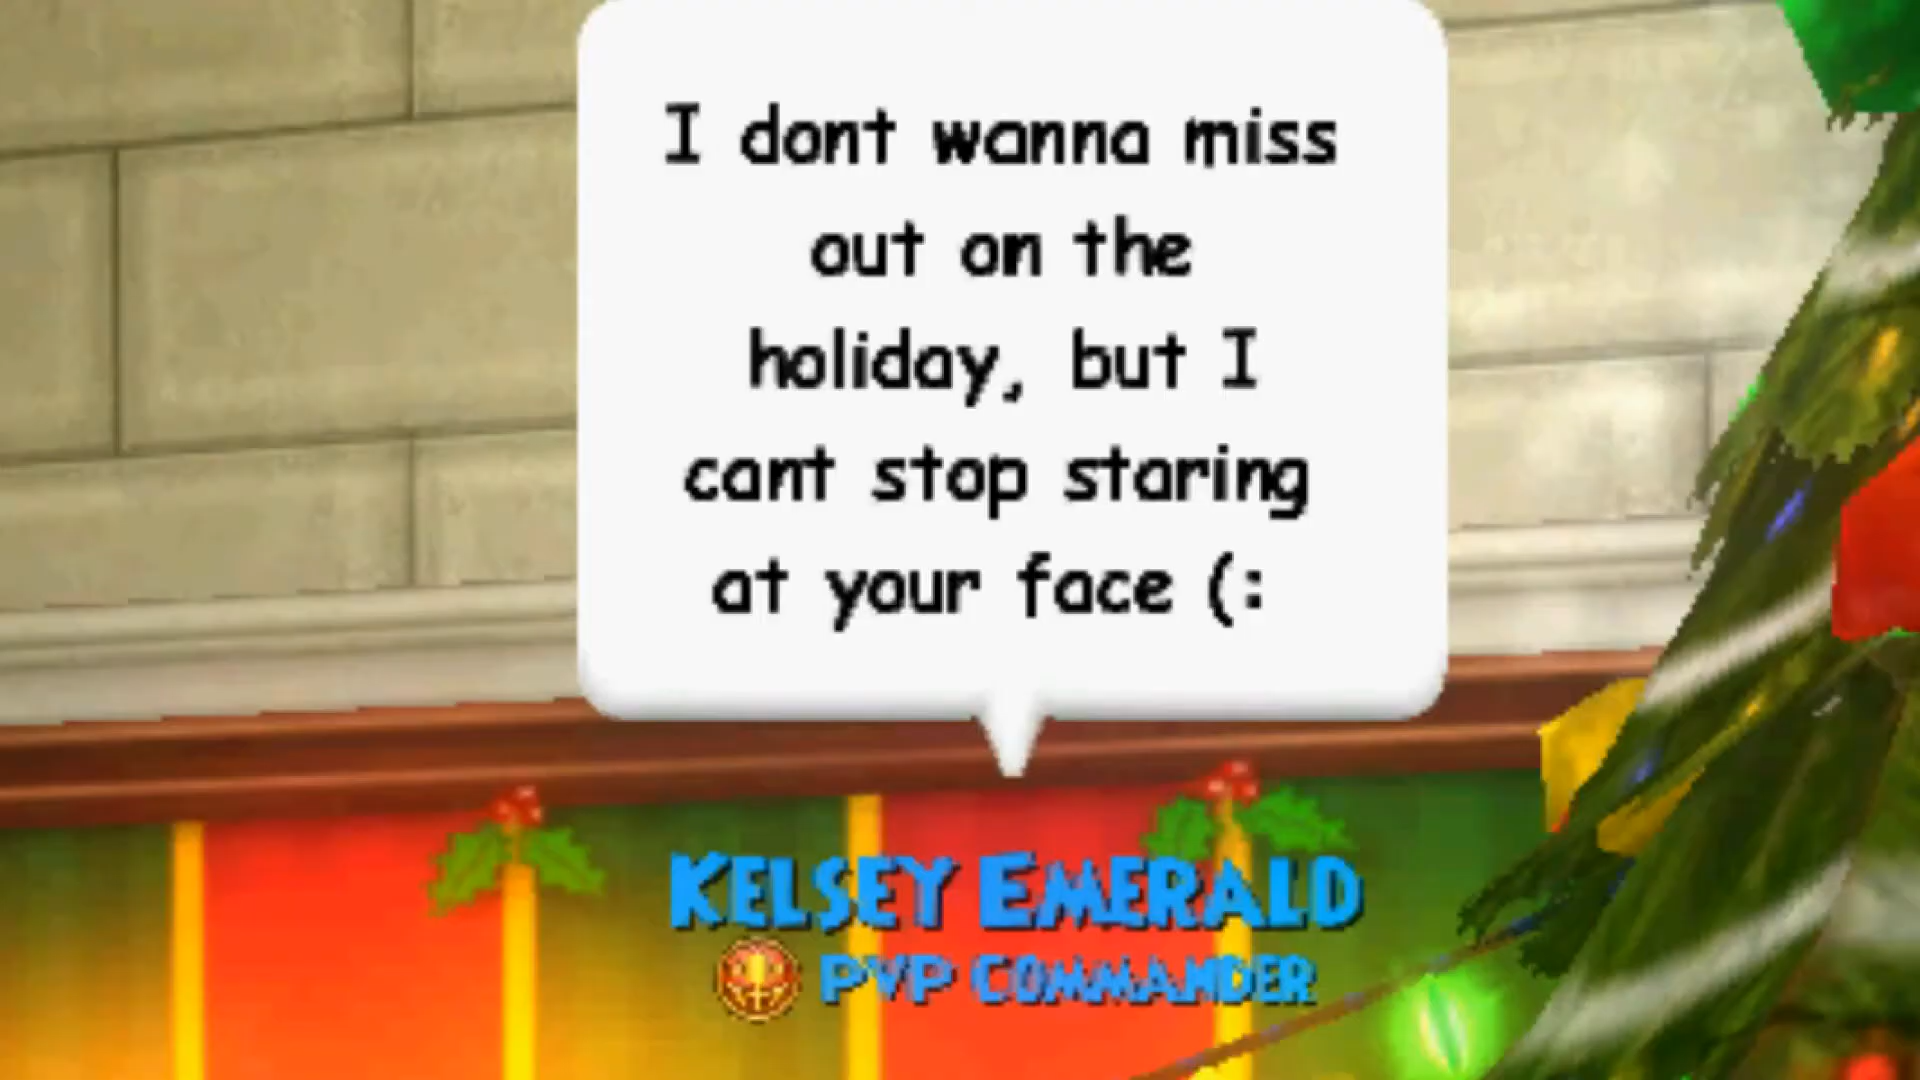 I dont wanna miss
out on the
holiday, but I
cant stop staring
at your face (:
KELSEY EMERALD
PVP COMMANDER